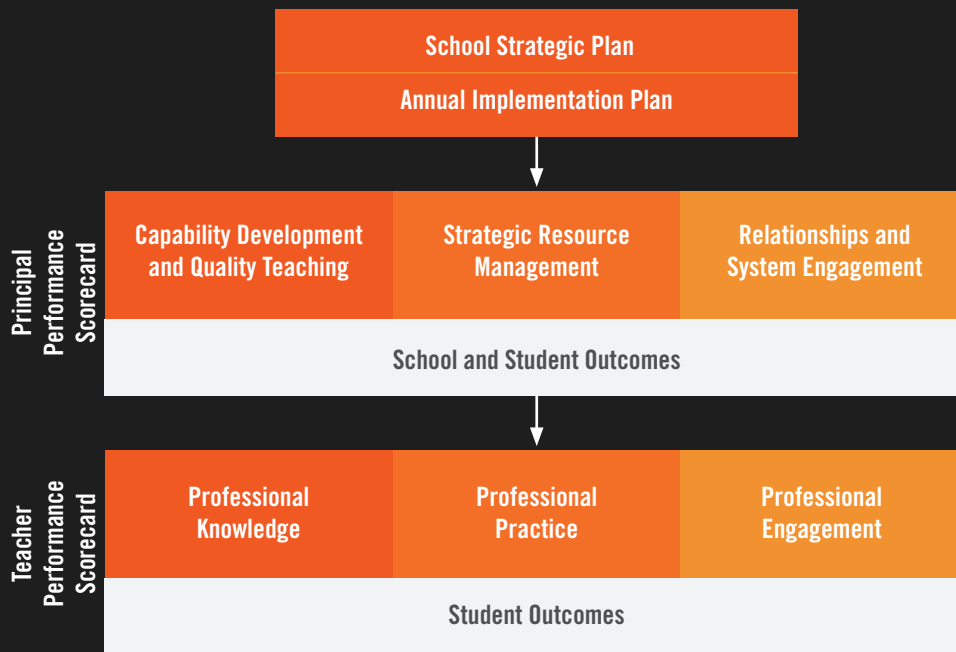 School Strategic Plan
Annual Implementation Plan
Principal
Performance
Scorecard
Capability Development
and Quality Teaching
Strategic Resource
Management
Relationships and
System Engagement
School and Student Outcomes
Teacher
Performance
Scorecard
Professional
Knowledge
Professional
Practice
Professional
Engagement
Student Outcomes